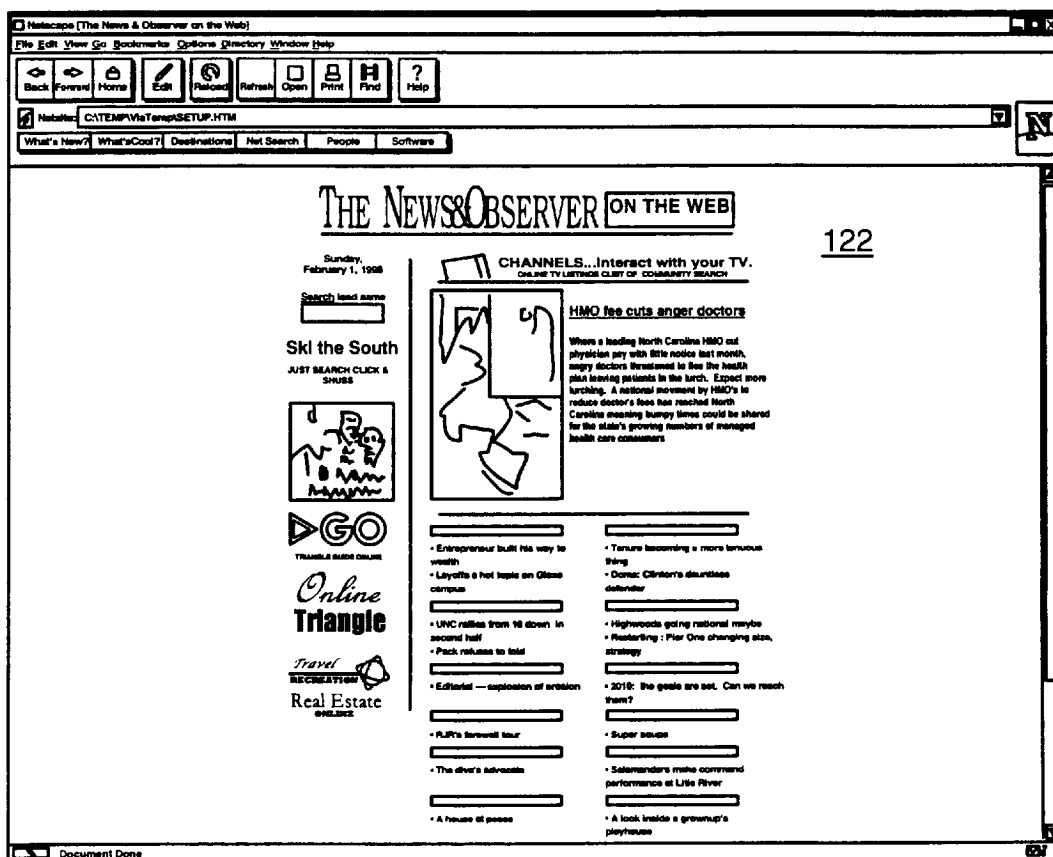 Netscape [The News & Observer on the Web]
File Edit View Go Bookmarks Options Directory Window Help
Back Forward Home Edit Reload Refresh Open Print Find ? Help
C:\TEMP\VisTemp\SETUP.HTM
N
What's New? What'sCool? Destinations Net Search People Software
THE NEWS&OBSERVER ON THE WEB
122
Sunday,
February 1, 1998
Search lead same
Ski the South
JUST SEARCH CLICK &
SHUSS
GO
TRIANGLE GUIDE ONLINE
Online
Triangle
Travel
RECREATION
Real Estate
ONLINE
CHANNELS...Interact with your TV.
ONLINE TV LISTINGS CLIST OF COMMUNITY SEARCH
HMO fee cuts anger doctors
Where a leading North Carolina HMO cut
physician pay with little notice last month,
angry doctors threatened to flee the health
plan leaving patients in the lurch. Expect more
lurching. A national movment by HMO's to
reduce doctor's fees has reached North
Carolina meaning bumpy times could be shared
for the state's growing numbers of managed
health care consumers
• Entrepreneur built his way to
wealth
• Layoffs a hot topic on Glaxo
campus
• Tenure becoming a more tenuous
thing
• Doms: Clinton's dauntless
defender
• UNC rallies from 16 down in
second half
• Pack refuses to fold
• Highwoods going national maybe
• Restarting : Pier One changing size,
strategy
• Editorial — explosion of erosion
• 2010: the goals are set. Can we reach
them?
• RJR's farewell tour
• Super soups
• The diva's advocate
• Salamanders make command
performance at Litle River
• A house at peace
• A look inside a grownup's
playhouse
Document Done